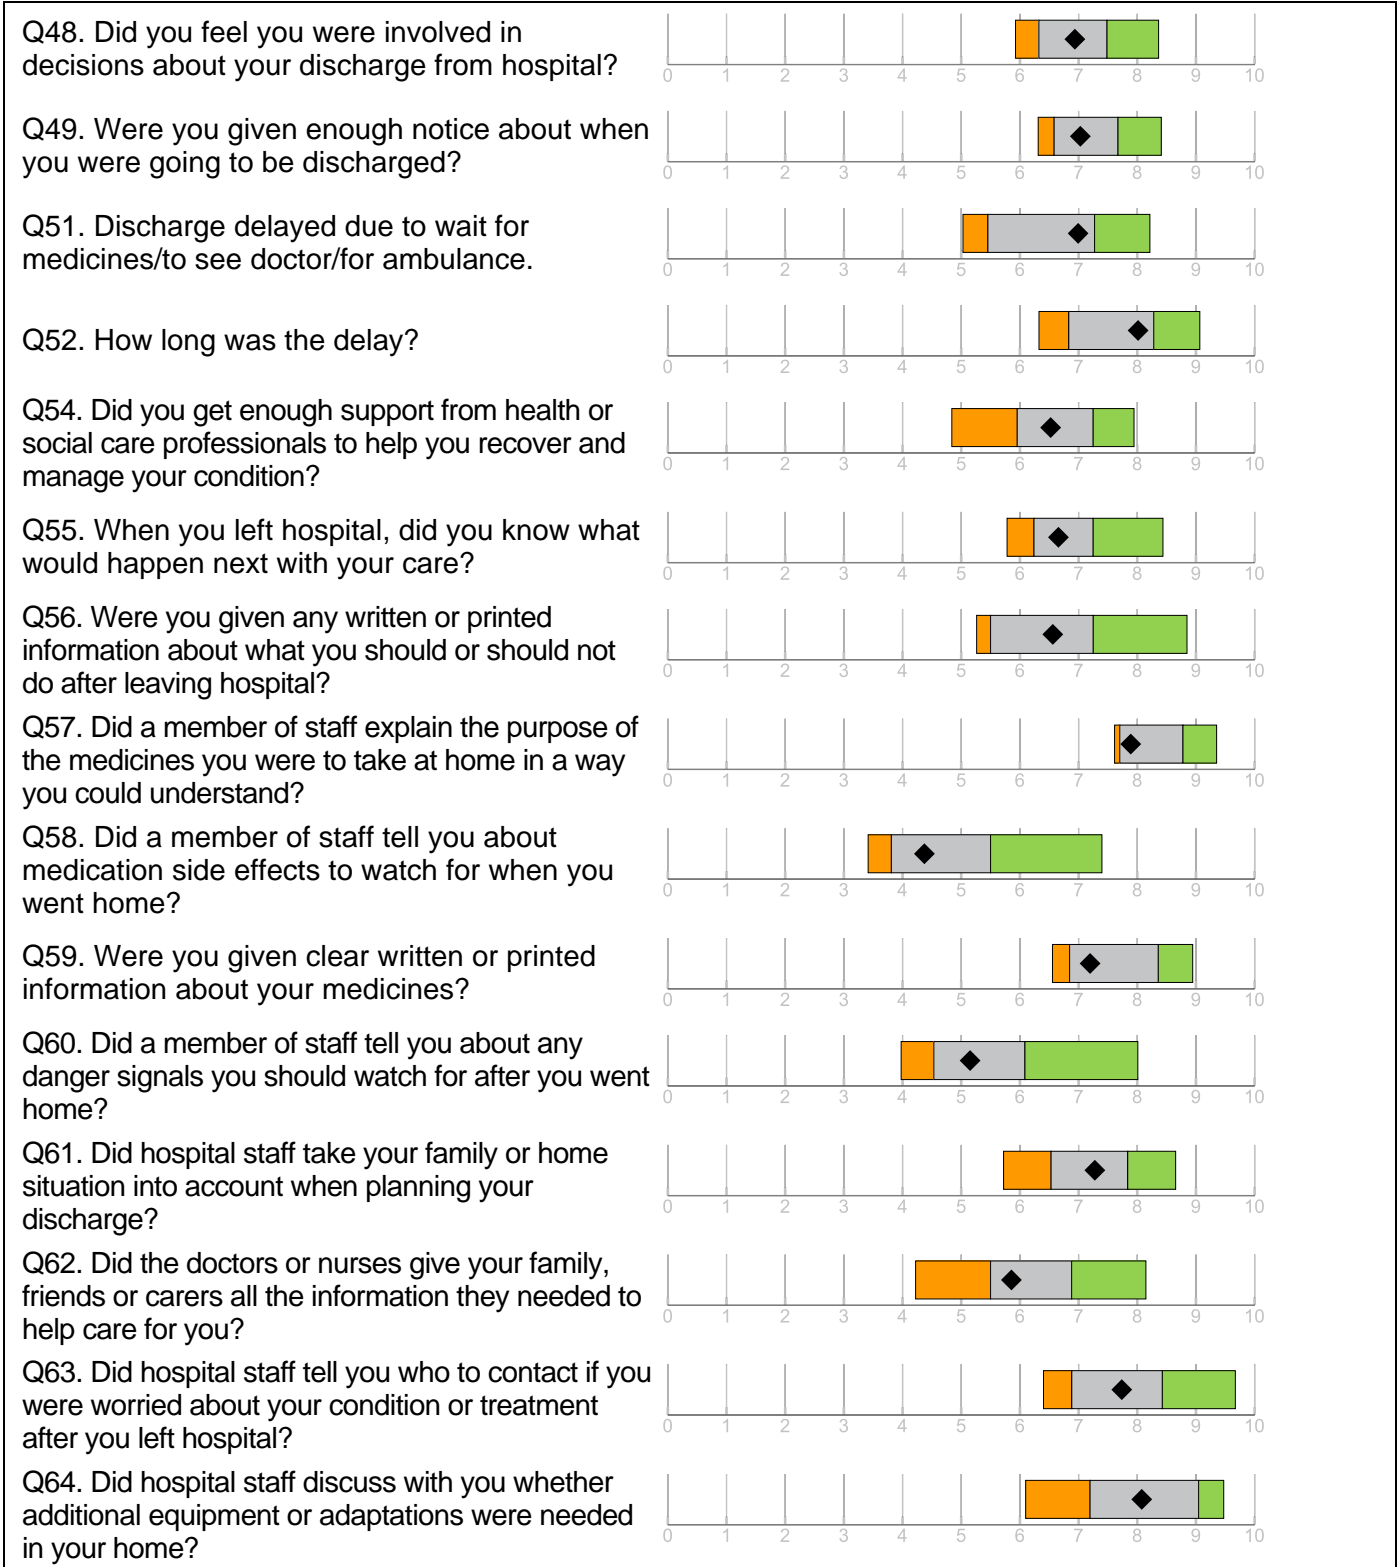 Q48. Did you feel you were involved in
decisions about your discharge from hospital?
0 1 2 3 4 5 6 7 8 9 10
Q49. Were you given enough notice about when
you were going to be discharged?
0 1 2 3 4 5 6 7 8 9 10
Q51. Discharge delayed due to wait for
medicines/to see doctor/for ambulance.
0 1 2 3 4 5 6 7 8 9 10
Q52. How long was the delay?
0 1 2 3 4 5 6 7 8 9 10
Q54. Did you get enough support from health or
social care professionals to help you recover and
manage your condition?
0 1 2 3 4 5 6 7 8 9 10
Q55. When you left hospital, did you know what
would happen next with your care?
0 1 2 3 4 5 6 7 8 9 10
Q56. Were you given any written or printed
information about what you should or should not
do after leaving hospital?
0 1 2 3 4 5 6 7 8 9 10
Q57. Did a member of staff explain the purpose of
the medicines you were to take at home in a way
you could understand?
0 1 2 3 4 5 6 7 8 9 10
Q58. Did a member of staff tell you about
medication side effects to watch for when you
went home?
0 1 2 3 4 5 6 7 8 9 10
Q59. Were you given clear written or printed
information about your medicines?
0 1 2 3 4 5 6 7 8 9 10
Q60. Did a member of staff tell you about any
danger signals you should watch for after you went
home?
0 1 2 3 4 5 6 7 8 9 10
Q61. Did hospital staff take your family or home
situation into account when planning your
discharge?
0 1 2 3 4 5 6 7 8 9 10
Q62. Did the doctors or nurses give your family,
friends or carers all the information they needed to
help care for you?
0 1 2 3 4 5 6 7 8 9 10
Q63. Did hospital staff tell you who to contact if you
were worried about your condition or treatment
after you left hospital?
0 1 2 3 4 5 6 7 8 9 10
Q64. Did hospital staff discuss with you whether
additional equipment or adaptations were needed
in your home?
0 1 2 3 4 5 6 7 8 9 10